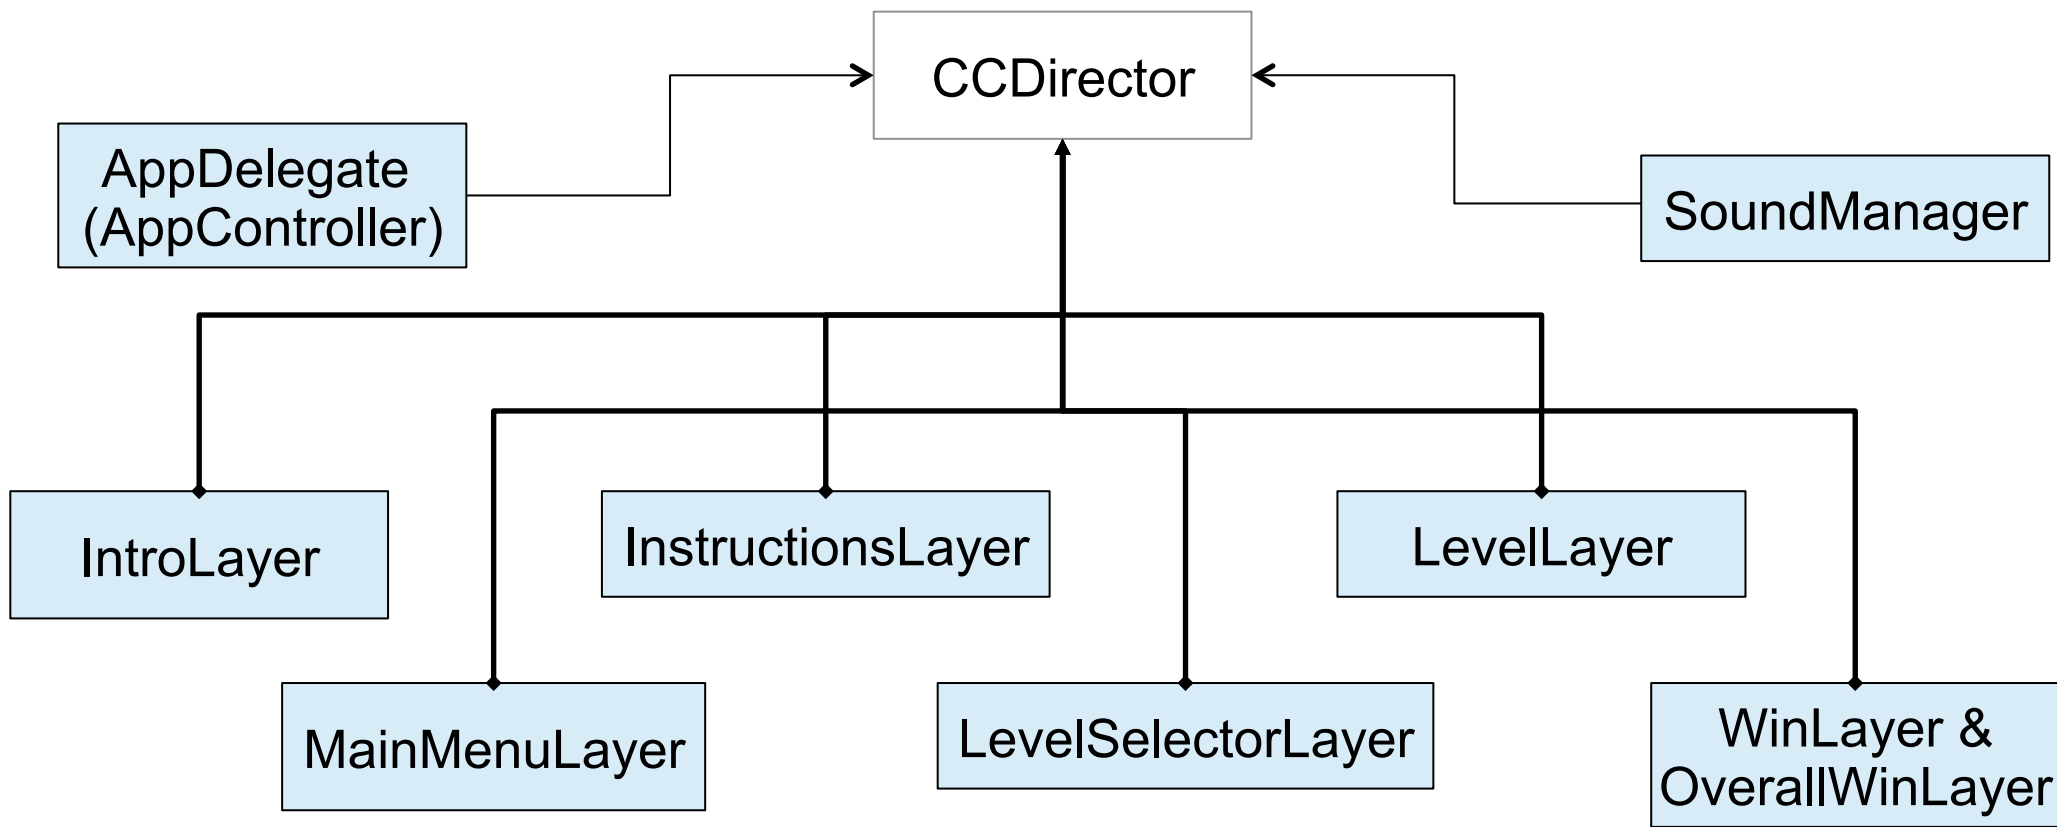 CCDirector
AppDelegate
(AppController)
SoundManager
IntroLayer
InstructionsLayer
LevelLayer
MainMenuLayer
LevelSelectorLayer
WinLayer &
OverallWinLayer